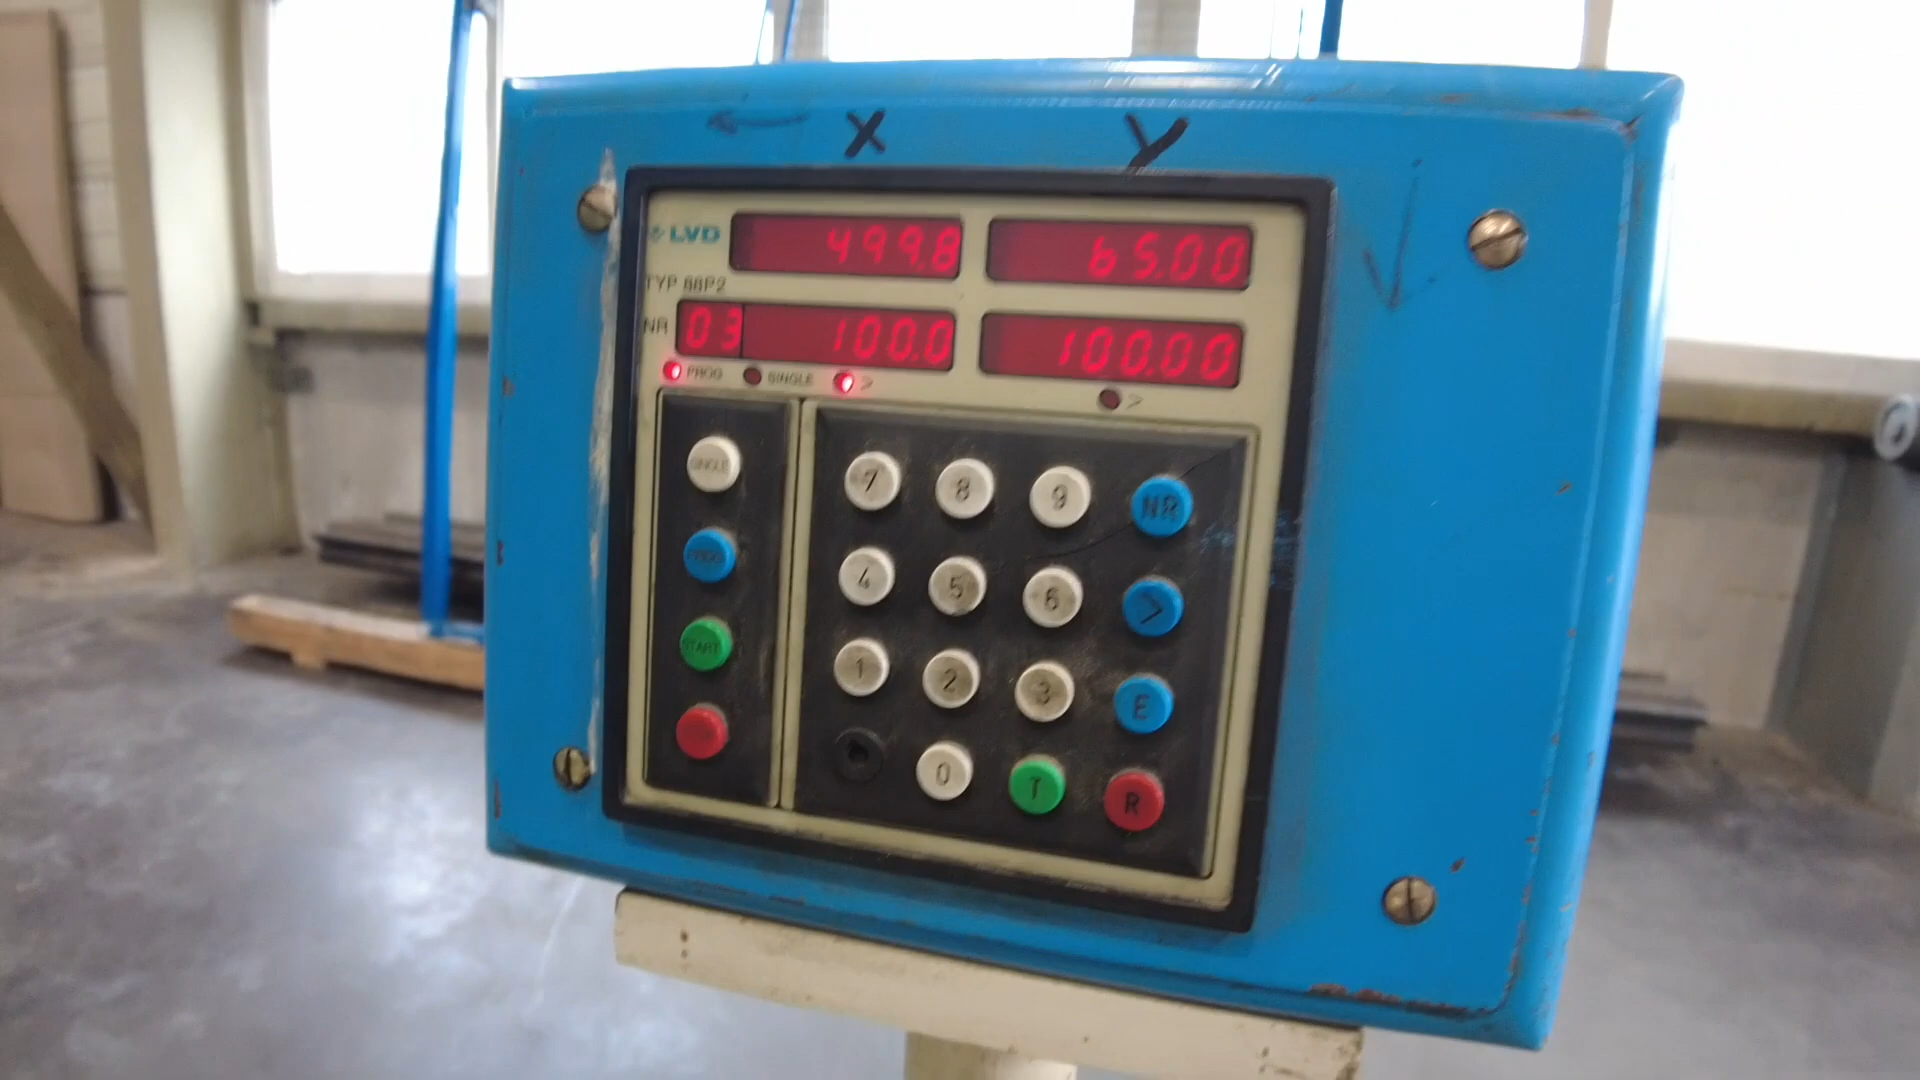 X Y
LVD 499.8 65.00
TYP 88P2
NR 03 100.0 100.00
PROG SINGLE > >
SINGLE 7 8 9 NR
PROG 4 5 6 >
START 1 2 3 E
0 T R